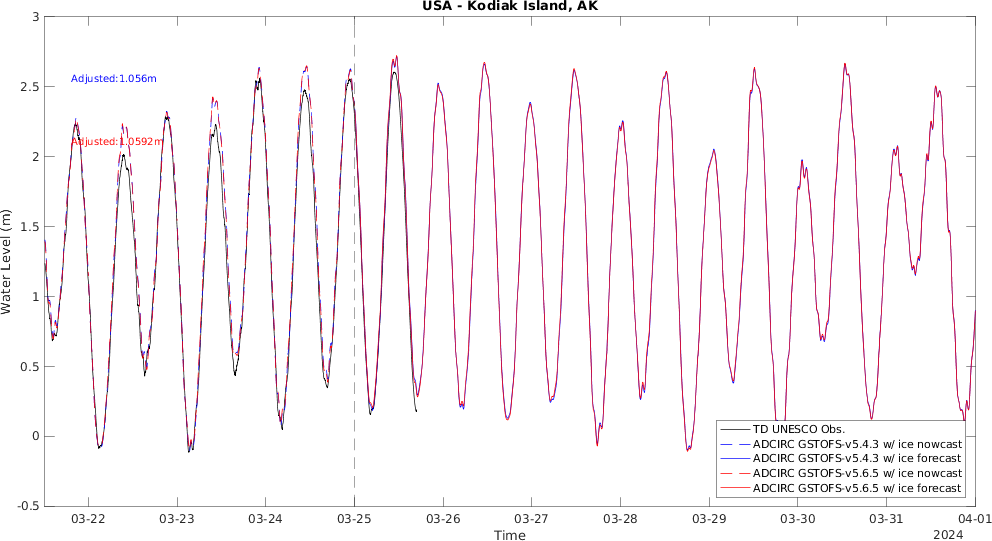 USA - Kodiak Island, AK
3
2.5
2
1.5
1
0.5
0
-0.5
Water Level (m)
Adjusted:1.056m
Adjusted:1.0592m
TD UNESCO Obs.
ADCIRC GSTOFS-v5.4.3 w/ ice nowcast
ADCIRC GSTOFS-v5.4.3 w/ ice forecast
ADCIRC GSTOFS-v5.6.5 w/ ice nowcast
ADCIRC GSTOFS-v5.6.5 w/ ice forecast
03-22 03-23 03-24 03-25 03-26 03-27 03-28 03-29 03-30 03-31 04-01
Time
2024